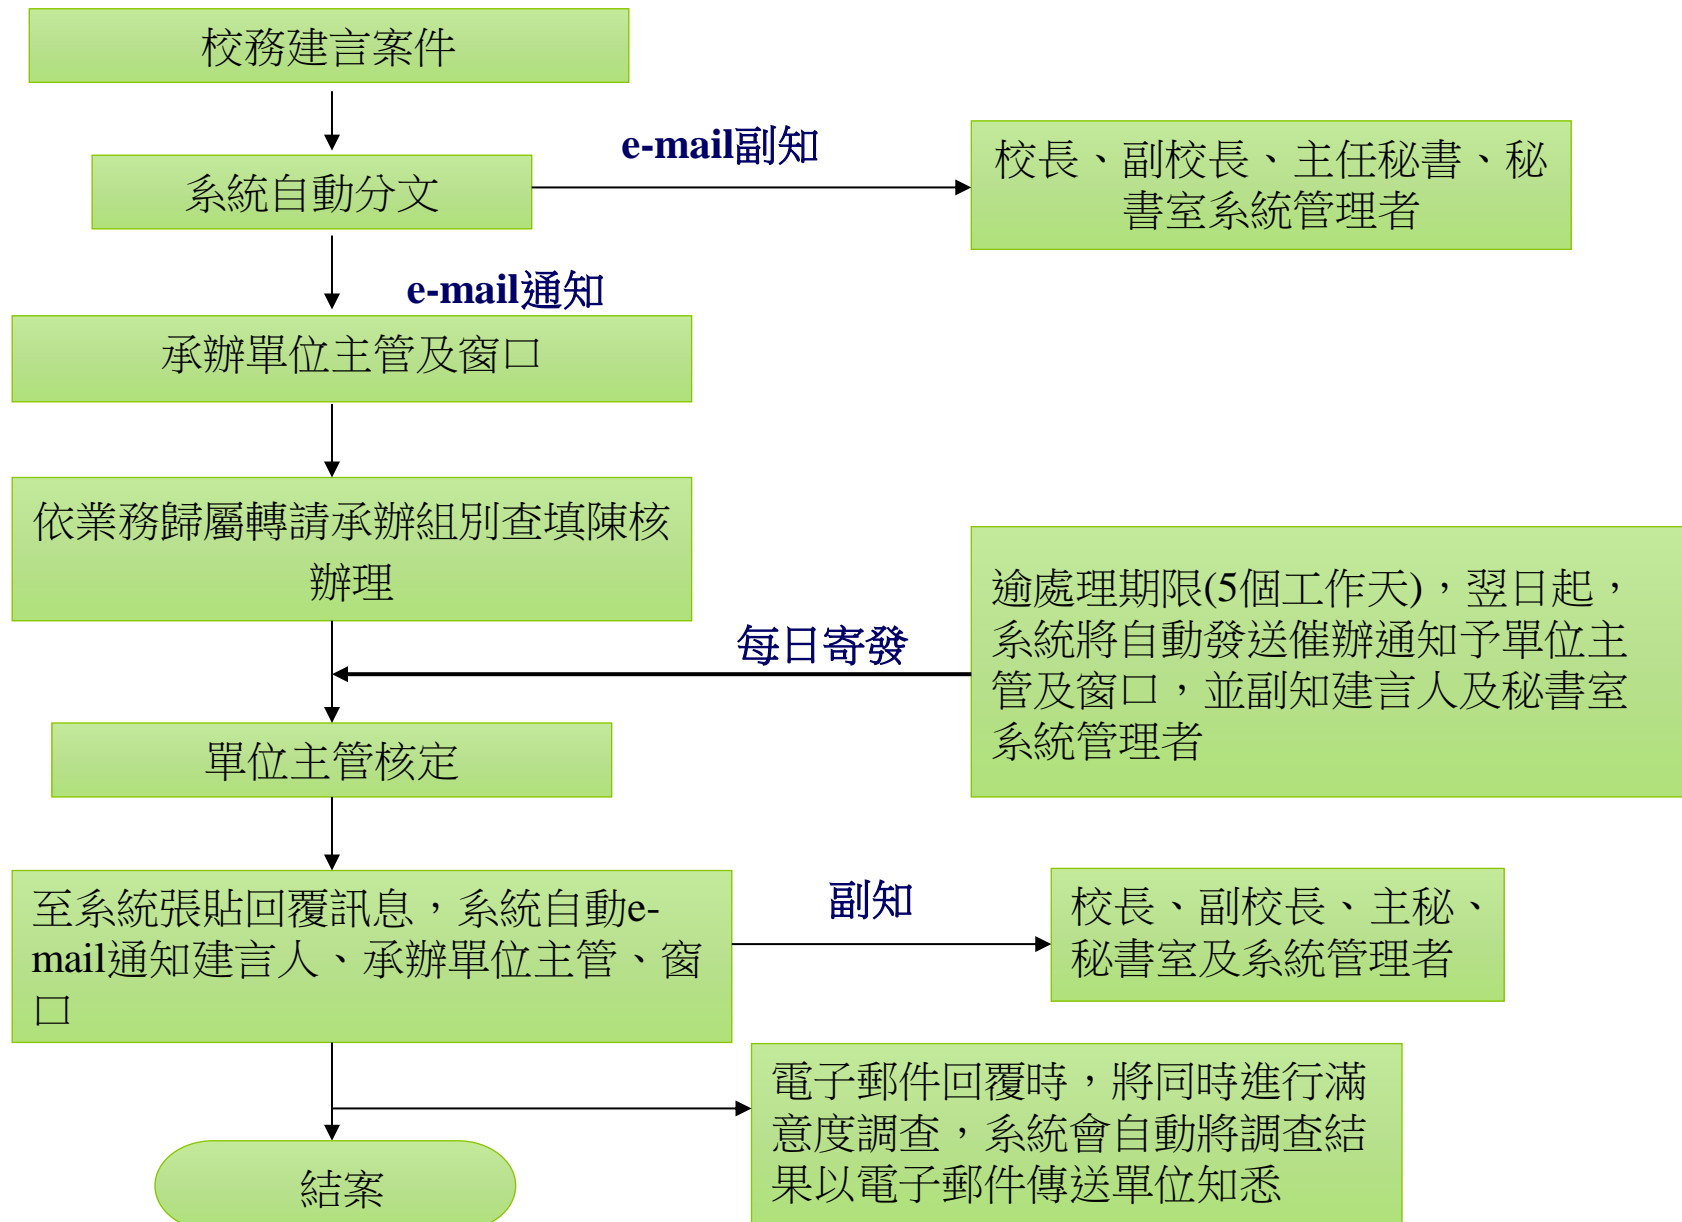 校務建言案件
e-mail副知
系統自動分文
校長、副校長、主任秘書、秘
書室系統管理者
e-mail通知
承辦單位主管及窗口
依業務歸屬轉請承辦組別查填陳核
辦理
每日寄發
逾處理期限(5個工作天)，翌日起，
系統將自動發送催辦通知予單位主
管及窗口，並副知建言人及秘書室
系統管理者
單位主管核定
至系統張貼回覆訊息，系統自動e-
mail通知建言人、承辦單位主管、窗
口
副知
校長、副校長、主秘、
秘書室及系統管理者
電子郵件回覆時，將同時進行滿
意度調查，系統會自動將調查結
果以電子郵件傳送單位知悉
結案